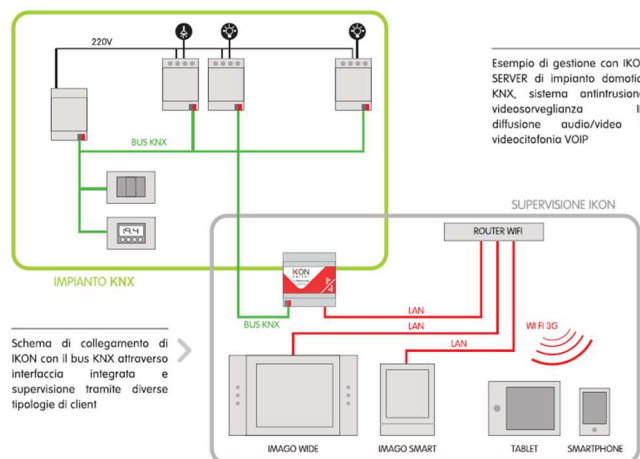 220V
Esempio di gestione con IKO
SERVER di impianto domotic
KNX, sistema antintrusione
videosorveglianza I
diffusione audio/video
videocitofonia VOIP
BUS KNX
19.4
SUPERVISIONE IKON
ROUTER WIFI
IMPIANTO KNX
IKON
SERVER
LAN
BUS KNX
LAN
WI FI 3G
LAN
Schema di collegamento di
IKON con il bus KNX attraverso
interfaccia integrata e
supervisione tramite diverse
tipologie di client
IMAGO WIDE
IMAGO SMART
TABLET
SMARTPHONE